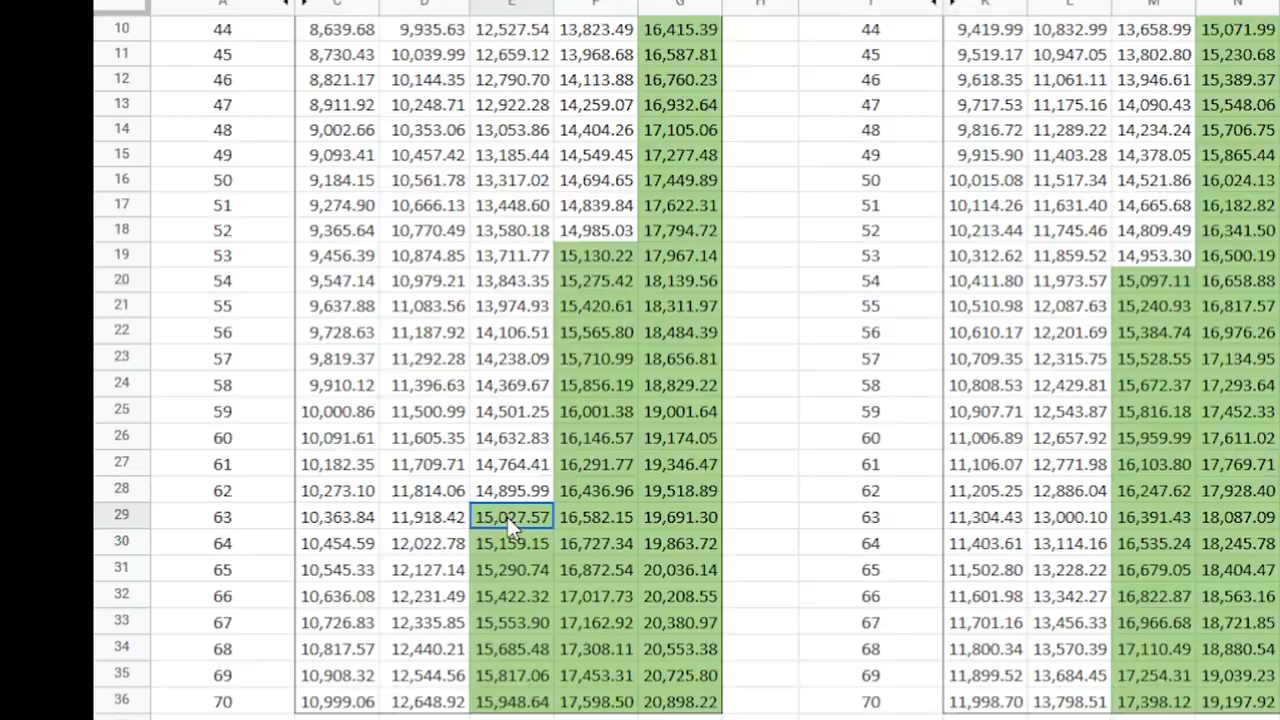 A C D E F G H I K L M N
10 44 8,639.68 9,935.63 12,527.54 13,823.49 16,415.39 44 9,419.99 10,832.99 13,658.99 15,071.99
11 45 8,730.43 10,039.99 12,659.12 13,968.68 16,587.81 45 9,519.17 10,947.05 13,802.80 15,230.68
12 46 8,821.17 10,144.35 12,790.70 14,113.88 16,760.23 46 9,618.35 11,061.11 13,946.61 15,389.37
13 47 8,911.92 10,248.71 12,922.28 14,259.07 16,932.64 47 9,717.53 11,175.16 14,090.43 15,548.06
14 48 9,002.66 10,353.06 13,053.86 14,404.26 17,105.06 48 9,816.72 11,289.22 14,234.24 15,706.75
15 49 9,093.41 10,457.42 13,185.44 14,549.45 17,277.48 49 9,915.90 11,403.28 14,378.05 15,865.44
16 50 9,184.15 10,561.78 13,317.02 14,694.65 17,449.89 50 10,015.08 11,517.34 14,521.86 16,024.13
17 51 9,274.90 10,666.13 13,448.60 14,839.84 17,622.31 51 10,114.26 11,631.40 14,665.68 16,182.82
18 52 9,365.64 10,770.49 13,580.18 14,985.03 17,794.72 52 10,213.44 11,745.46 14,809.49 16,341.50
19 53 9,456.39 10,874.85 13,711.77 15,130.22 17,967.14 53 10,312.62 11,859.52 14,953.30 16,500.19
20 54 9,547.14 10,979.21 13,843.35 15,275.42 18,139.56 54 10,411.80 11,973.57 15,097.11 16,658.88
21 55 9,637.88 11,083.56 13,974.93 15,420.61 18,311.97 55 10,510.98 12,087.63 15,240.93 16,817.57
22 56 9,728.63 11,187.92 14,106.51 15,565.80 18,484.39 56 10,610.17 12,201.69 15,384.74 16,976.26
23 57 9,819.37 11,292.28 14,238.09 15,710.99 18,656.81 57 10,709.35 12,315.75 15,528.55 17,134.95
24 58 9,910.12 11,396.63 14,369.67 15,856.19 18,829.22 58 10,808.53 12,429.81 15,672.37 17,293.64
25 59 10,000.86 11,500.99 14,501.25 16,001.38 19,001.64 59 10,907.71 12,543.87 15,816.18 17,452.33
26 60 10,091.61 11,605.35 14,632.83 16,146.57 19,174.05 60 11,006.89 12,657.92 15,959.99 17,611.02
27 61 10,182.35 11,709.71 14,764.41 16,291.77 19,346.47 61 11,106.07 12,771.98 16,103.80 17,769.71
28 62 10,273.10 11,814.06 14,895.99 16,436.96 19,518.89 62 11,205.25 12,886.04 16,247.62 17,928.40
29 63 10,363.84 11,918.42 15,027.57 16,582.15 19,691.30 63 11,304.43 13,000.10 16,391.43 18,087.09
30 64 10,454.59 12,022.78 15,159.15 16,727.34 19,863.72 64 11,403.61 13,114.16 16,535.24 18,245.78
31 65 10,545.33 12,127.14 15,290.74 16,872.54 20,036.14 65 11,502.80 13,228.22 16,679.05 18,404.47
32 66 10,636.08 12,231.49 15,422.32 17,017.73 20,208.55 66 11,601.98 13,342.27 16,822.87 18,563.16
33 67 10,726.83 12,335.85 15,553.90 17,162.92 20,380.97 67 11,701.16 13,456.33 16,966.68 18,721.85
34 68 10,817.57 12,440.21 15,685.48 17,308.11 20,553.38 68 11,800.34 13,570.39 17,110.49 18,880.54
35 69 10,908.32 12,544.56 15,817.06 17,453.31 20,725.80 69 11,899.52 13,684.45 17,254.31 19,039.23
36 70 10,999.06 12,648.92 15,948.64 17,598.50 20,898.22 70 11,998.70 13,798.51 17,398.12 19,197.92